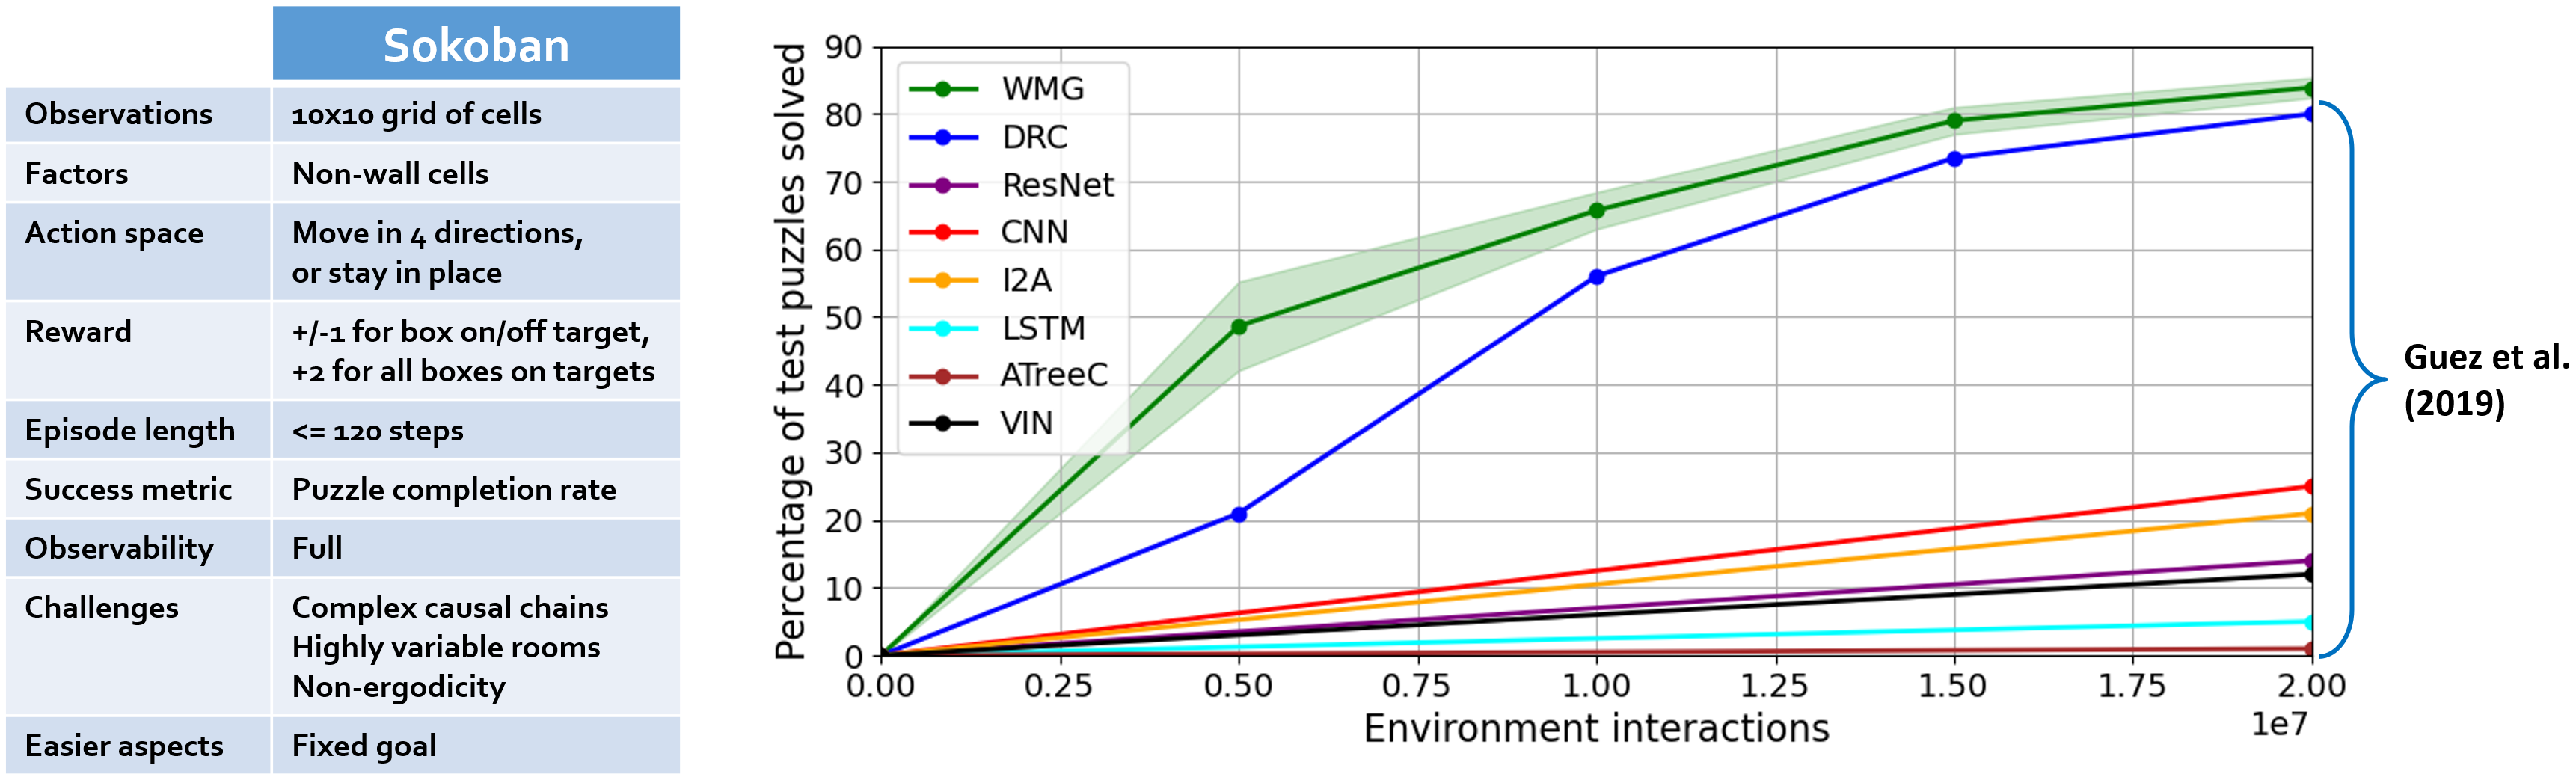 Sokoban
Observations
10x10 grid of cells
Factors
Non-wall cells
Action space
Move in 4 directions,
or stay in place
Reward
+/-1 for box on/off target,
+2 for all boxes on targets
Episode length
<= 120 steps
Success metric
Puzzle completion rate
Observability
Full
Challenges
Complex causal chains
Highly variable rooms
Non-ergodicity
Easier aspects
Fixed goal
Percentage of test puzzles solved
90
80
70
60
50
40
30
20
10
0
WMG
DRC
ResNet
CNN
I2A
LSTM
ATreeC
VIN
0.00 0.25 0.50 0.75 1.00 1.25 1.50 1.75 2.00
1e7
Environment interactions
Guez et al.
(2019)